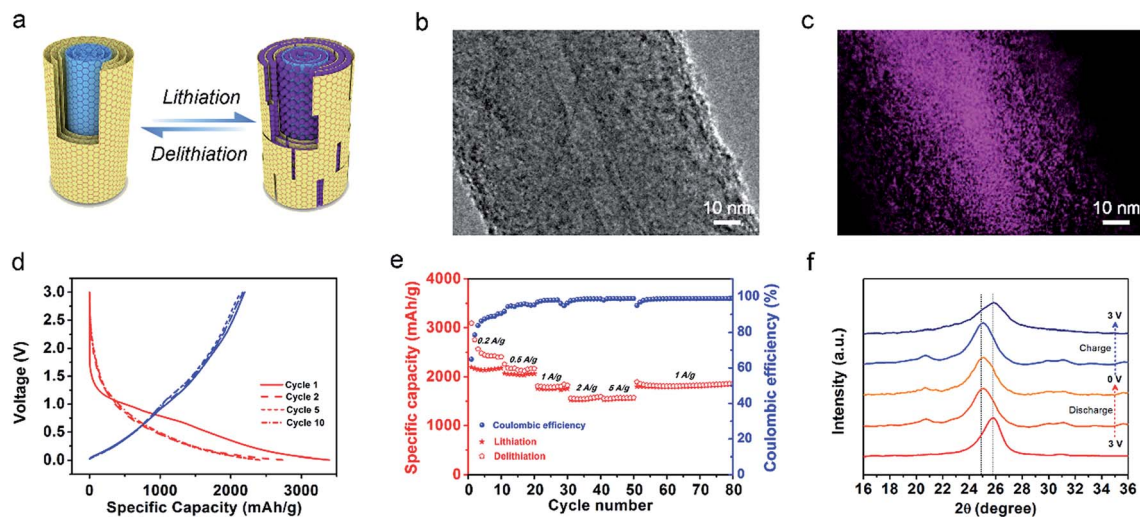 a
Lithiation
Delithiation
b
10 nm
c
10 nm
d
Voltage (V)
3.0
2.5
2.0
1.5
1.0
0.5
0.0
Cycle 1
Cycle 2
Cycle 5
Cycle 10
0 1000 2000 3000
Specific Capacity (mAh/g)
e
Specific capacity (mAh/g)
4000
3000
2000
1000
0
0.2 A/g
0.5 A/g
1 A/g
2 A/g
5 A/g
1 A/g
Coulombic efficiency
Lithiation
Delithiation
100
80
60
40
20
0
Coulombic efficiency (%)
0 10 20 30 40 50 60 70 80
Cycle number
f
Intensity (a.u.)
3 V
Charge
0 V
Discharge
3 V
16 18 20 22 24 26 28 30 32 34 36
2θ (degree)